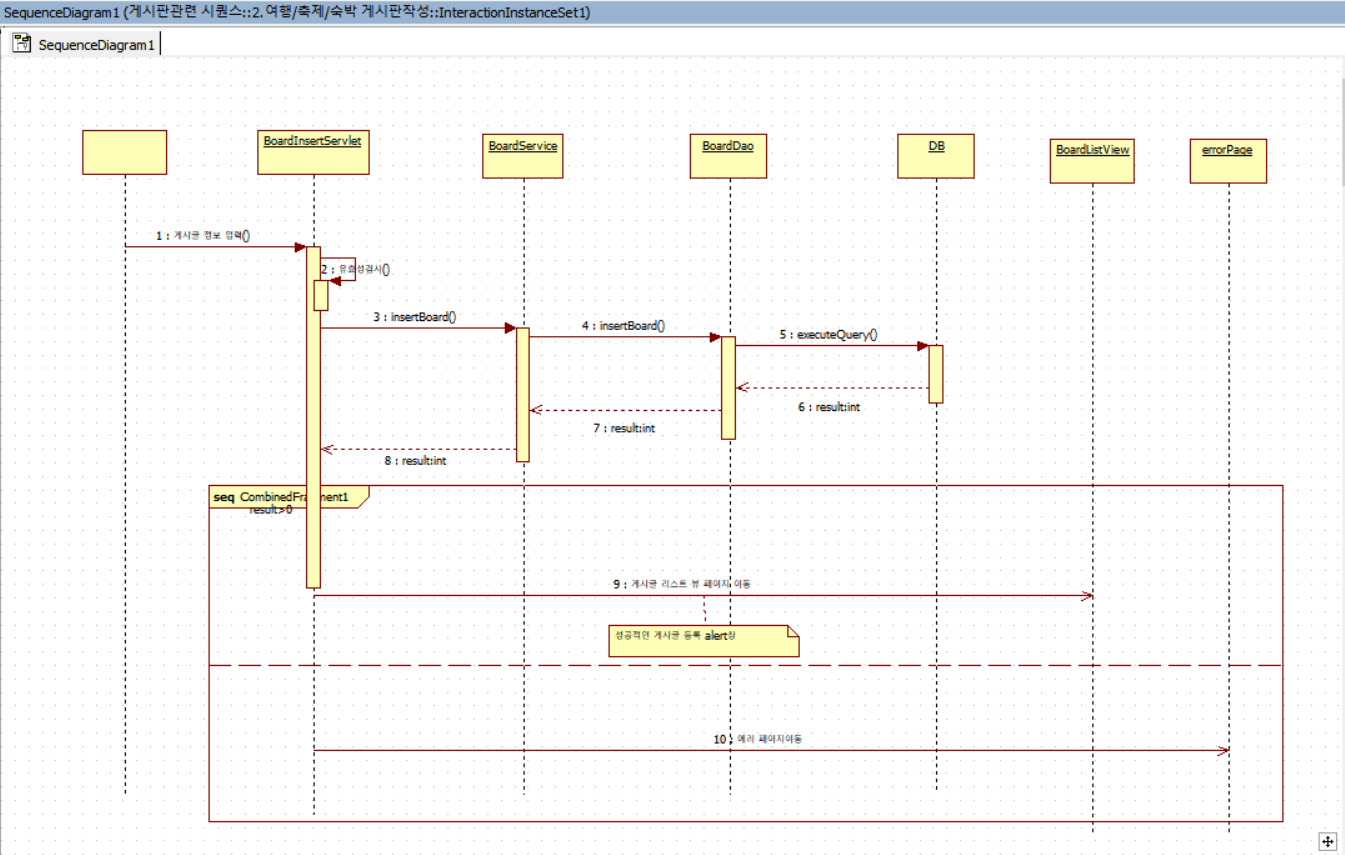 SequenceDiagram1 (게시판관련 시퀀스::2. 여행/축제/숙박 게시판작성::InteractionInstanceSet1)
SequenceDiagram1
BoardInsertServlet
BoardService
BoardDao
DB
BoardListView
errorPage
1 : 게시글 정보 입력()
2 : 유효성검사()
3 : insertBoard()
4 : insertBoard()
5 : executeQuery()
6 : result:int
7 : result:int
8 : result:int
seq CombinedFragment1
result>0
9 : 게시글 리스트 뷰 페이지 이동
성공적인 게시글 등록 alert창
10 : 에러 페이지이동